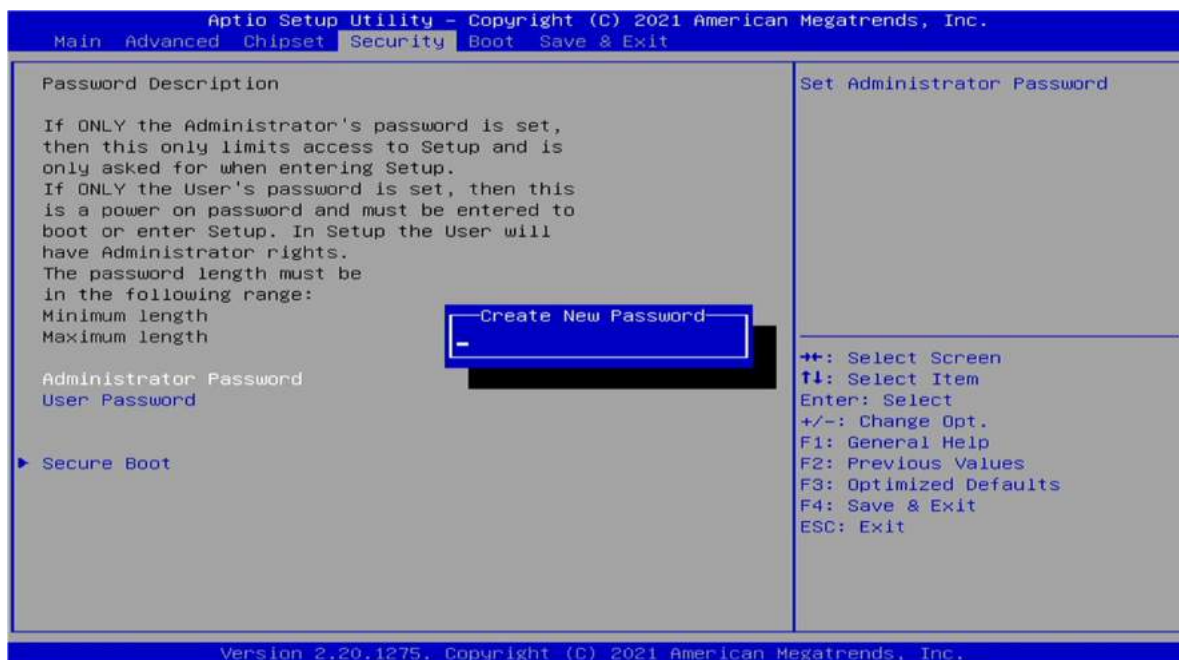 Aptio Setup Utility – Copyright (C) 2021 American Megatrends, Inc.
Main Advanced Chipset Security Boot Save & Exit
Password Description
If ONLY the Administrator's password is set,
then this only limits access to Setup and is
only asked for when entering Setup.
If ONLY the User's password is set, then this
is a power on password and must be entered to
boot or enter Setup. In Setup the User will
have Administrator rights.
The password length must be
in the following range:
Minimum length
Maximum length
Administrator Password
User Password
Secure Boot
Create New Password
Set Administrator Password
→←: Select Screen
↑↓: Select Item
Enter: Select
+/-: Change Opt.
F1: General Help
F2: Previous Values
F3: Optimized Defaults
F4: Save & Exit
ESC: Exit
Version 2.20.1275. Copyright (C) 2021 American Megatrends, Inc.